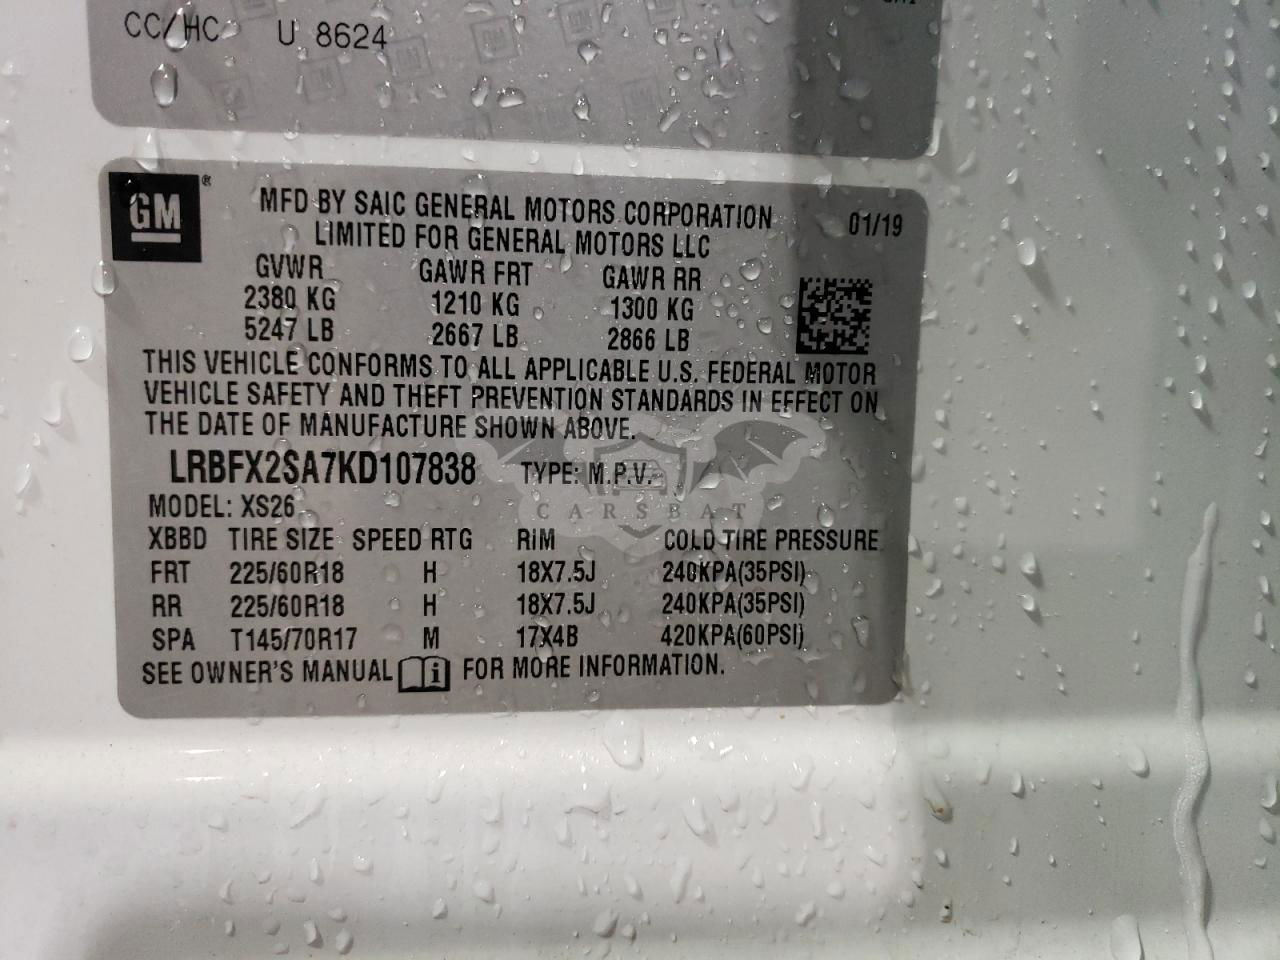 CC/HC U 8624
GM ®
MFD BY SAIC GENERAL MOTORS CORPORATION
LIMITED FOR GENERAL MOTORS LLC
01/19
GVWR GAWR FRT GAWR RR
2380 KG 1210 KG 1300 KG
5247 LB 2667 LB 2866 LB
THIS VEHICLE CONFORMS TO ALL APPLICABLE U.S. FEDERAL MOTOR
VEHICLE SAFETY AND THEFT PREVENTION STANDARDS IN EFFECT ON
THE DATE OF MANUFACTURE SHOWN ABOVE.
LRBFX2SA7KD107838 TYPE: M.P.V.
CARSBAT
MODEL: XS26
XBBD TIRE SIZE SPEED RTG RIM COLD TIRE PRESSURE
FRT 225/60R18 H 18X7.5J 240KPA(35PSI)
RR 225/60R18 H 18X7.5J 240KPA(35PSI)
SPA T145/70R17 M 17X4B 420KPA(60PSI)
SEE OWNER'S MANUAL i FOR MORE INFORMATION.